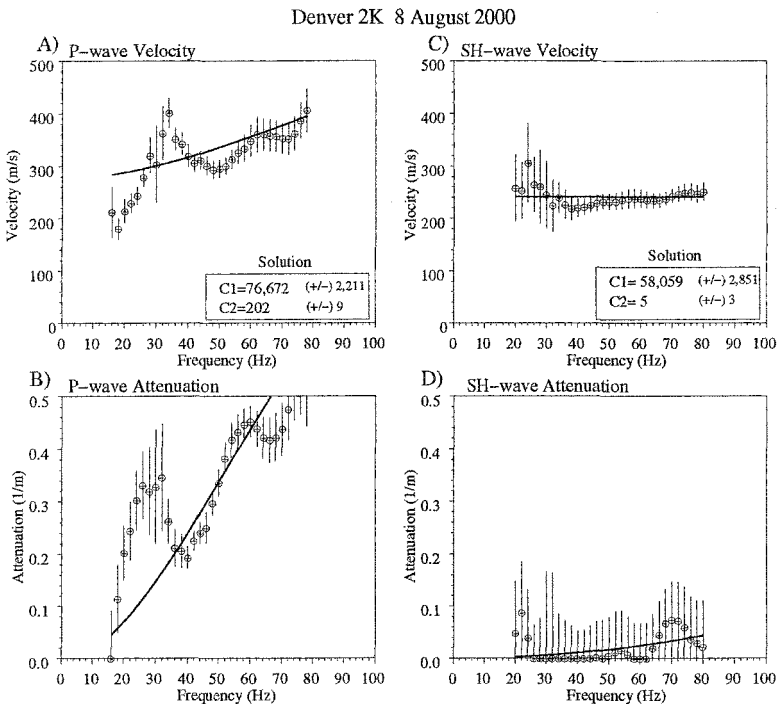 Denver 2K 8 August 2000
A) P-wave Velocity
500
400
300
200
100
0
Velocity (m/s)
Solution
C1=76,672 (+/-) 2,211
C2=202 (+/-) 9
0 10 20 30 40 50 60 70 80 90 100
Frequency (Hz)
C) SH-wave Velocity
500
400
300
200
100
0
Velocity (m/s)
Solution
C1= 58,059 (+/-) 2,851
C2= 5 (+/-) 3
0 10 20 30 40 50 60 70 80 90 100
Frequency (Hz)
B) P-wave Attenuation
0.5
0.4
0.3
0.2
0.1
0.0
Attenuation (1/m)
0 10 20 30 40 50 60 70 80 90 100
Frequency (Hz)
D) SH-wave Attenuation
0.5
0.4
0.3
0.2
0.1
0.0
Attenuation (1/m)
0 10 20 30 40 50 60 70 80 90 100
Frequency (Hz)